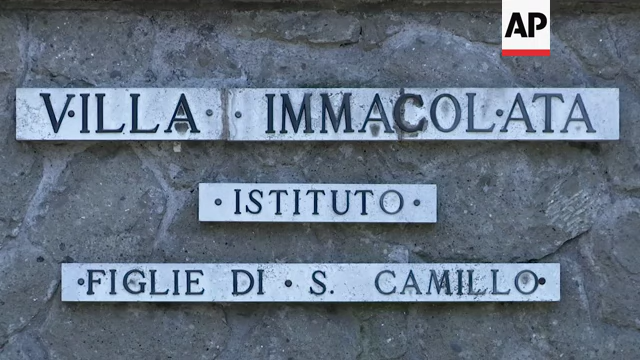 AP
VILLA IMMACOLATA
ISTITUTO
FIGLIE DI S. CAMILLO